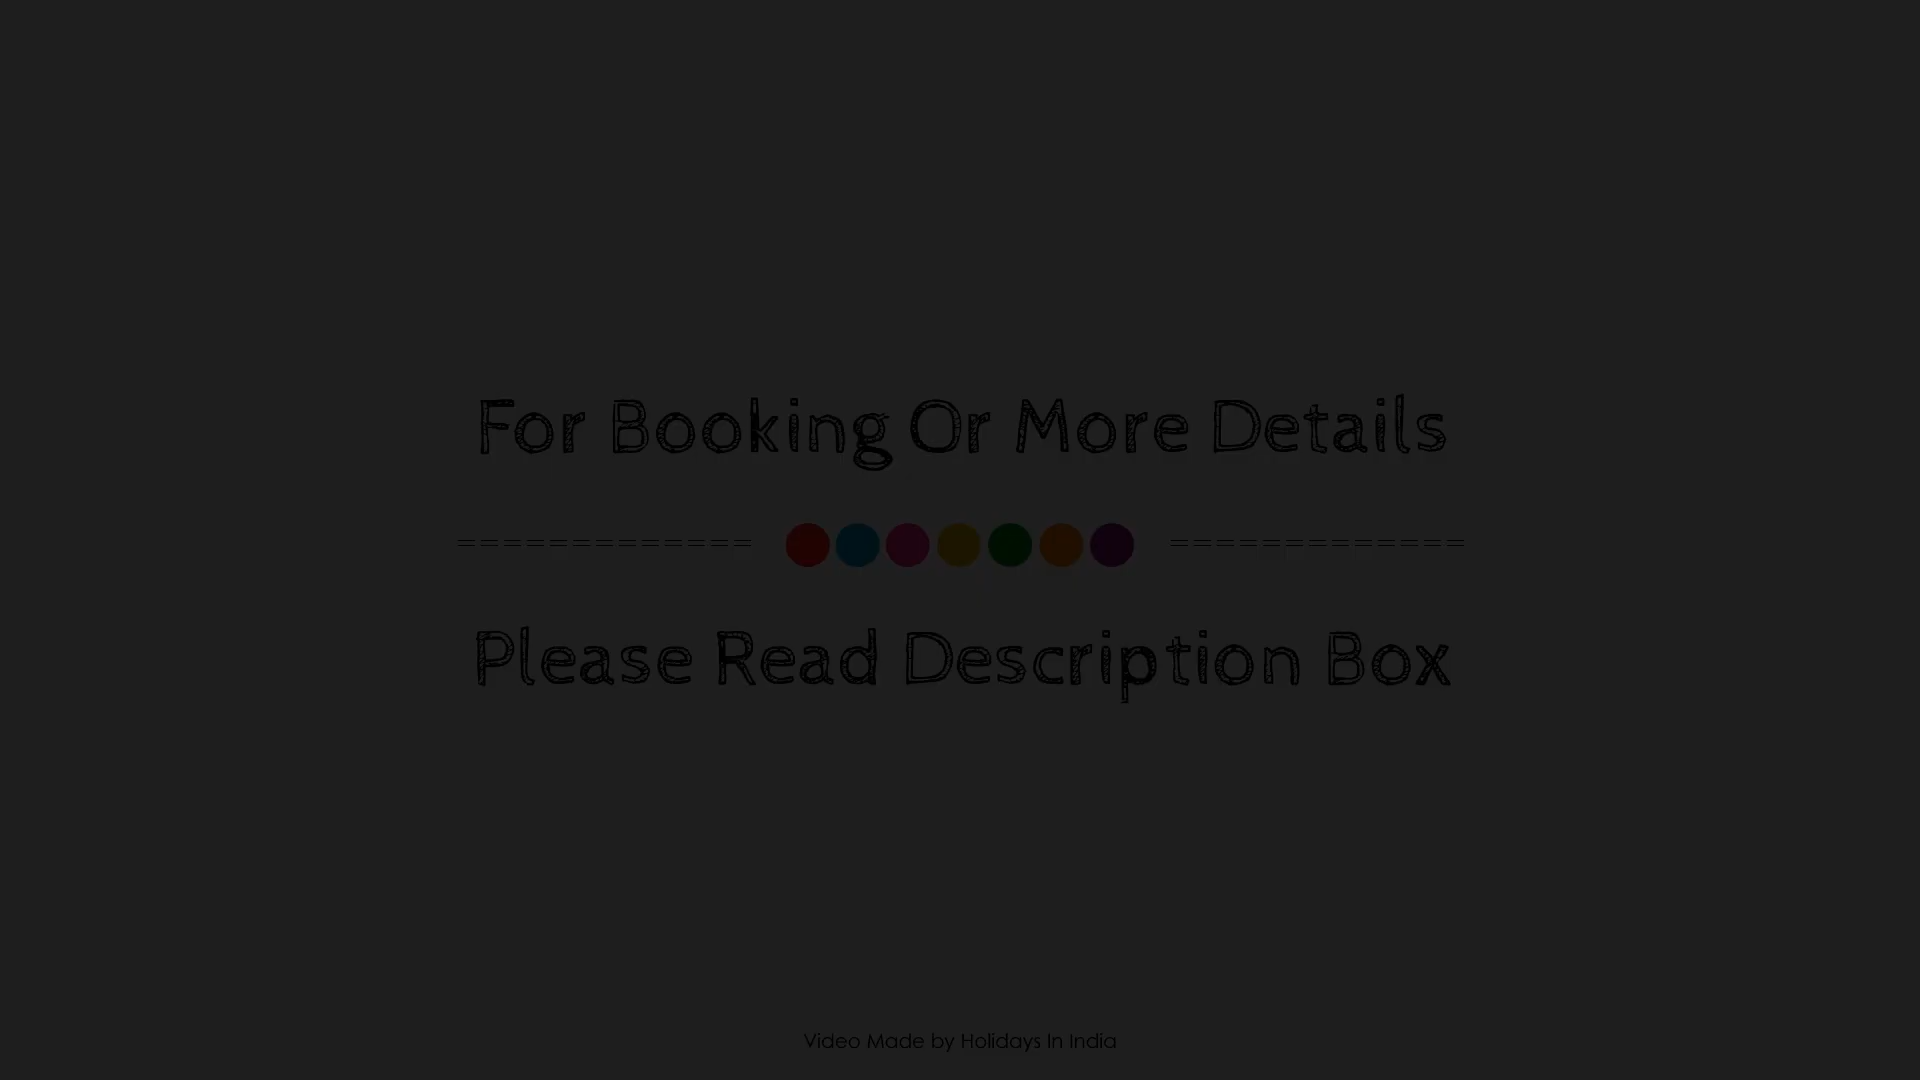 For Booking Or More Details
============= =============
Please Read Description Box
Video Made by Holidays In India